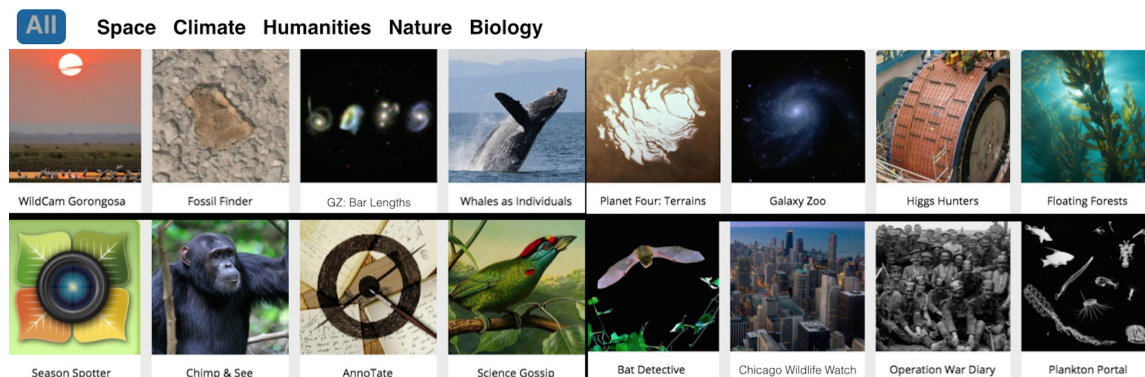 All Space Climate Humanities Nature Biology
WildCam Gorongosa Fossil Finder GZ: Bar Lengths Whales as Individuals Planet Four: Terrains Galaxy Zoo Higgs Hunters Floating Forests
Season Spotter Chimp & See AnnoTate Science Gossip Bat Detective Chicago Wildlife Watch Operation War Diary Plankton Portal